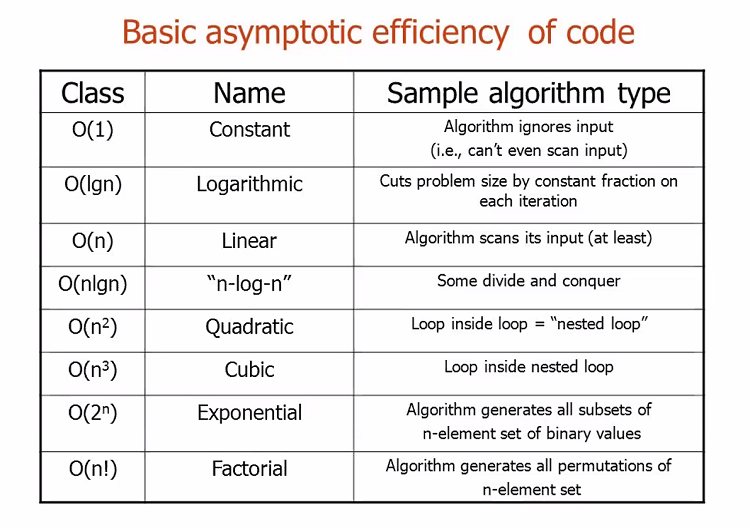 Basic asymptotic efficiency of code
Class Name Sample algorithm type
O(1) Constant Algorithm ignores input
(i.e., can't even scan input)
O(lgn) Logarithmic Cuts problem size by constant fraction on
each iteration
O(n) Linear Algorithm scans its input (at least)
O(nlgn) “n-log-n” Some divide and conquer
O(n²) Quadratic Loop inside loop = “nested loop”
O(n³) Cubic Loop inside nested loop
O(2ⁿ) Exponential Algorithm generates all subsets of
n-element set of binary values
O(n!) Factorial Algorithm generates all permutations of
n-element set